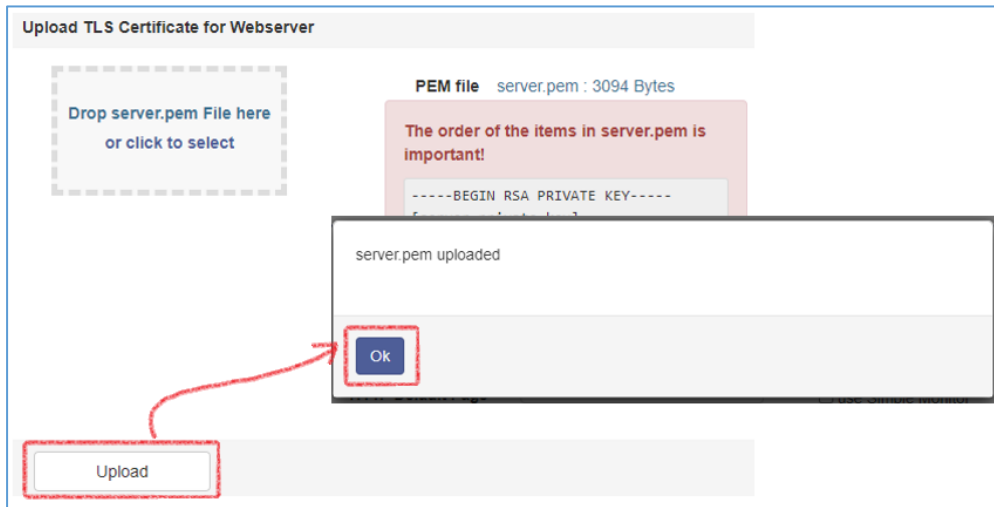 Upload TLS Certificate for Webserver
Drop server.pem File here
or click to select
PEM file server.pem : 3094 Bytes
The order of the items in server.pem is
important!
-----BEGIN RSA PRIVATE KEY-----
server.pem uploaded
Ok
Upload